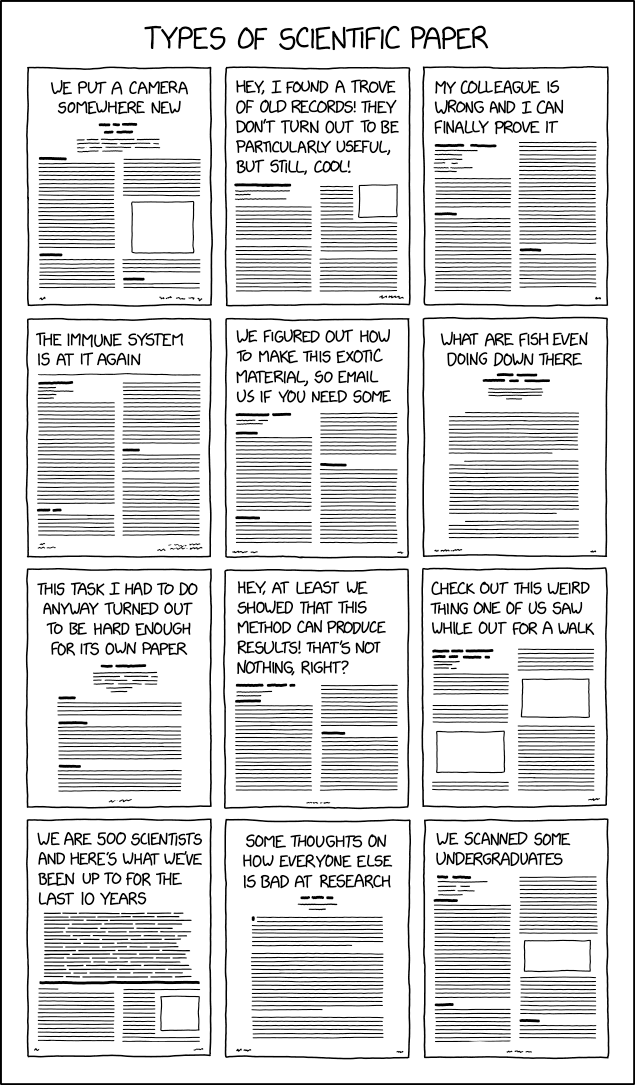 TYPES OF SCIENTIFIC PAPER
WE PUT A CAMERA
SOMEWHERE NEW
HEY, I FOUND A TROVE
OF OLD RECORDS! THEY
DON'T TURN OUT TO BE
PARTICULARLY USEFUL,
BUT STILL, COOL!
MY COLLEAGUE IS
WRONG AND I CAN
FINALLY PROVE IT
THE IMMUNE SYSTEM
IS AT IT AGAIN
WE FIGURED OUT HOW
TO MAKE THIS EXOTIC
MATERIAL, SO EMAIL
US IF YOU NEED SOME
WHAT ARE FISH EVEN
DOING DOWN THERE
THIS TASK I HAD TO DO
ANYWAY TURNED OUT
TO BE HARD ENOUGH
FOR ITS OWN PAPER
HEY, AT LEAST WE
SHOWED THAT THIS
METHOD CAN PRODUCE
RESULTS! THAT'S NOT
NOTHING, RIGHT?
CHECK OUT THIS WEIRD
THING ONE OF US SAW
WHILE OUT FOR A WALK
WE ARE 500 SCIENTISTS
AND HERE'S WHAT WE'VE
BEEN UP TO FOR THE
LAST 10 YEARS
SOME THOUGHTS ON
HOW EVERYONE ELSE
IS BAD AT RESEARCH
WE SCANNED SOME
UNDERGRADUATES